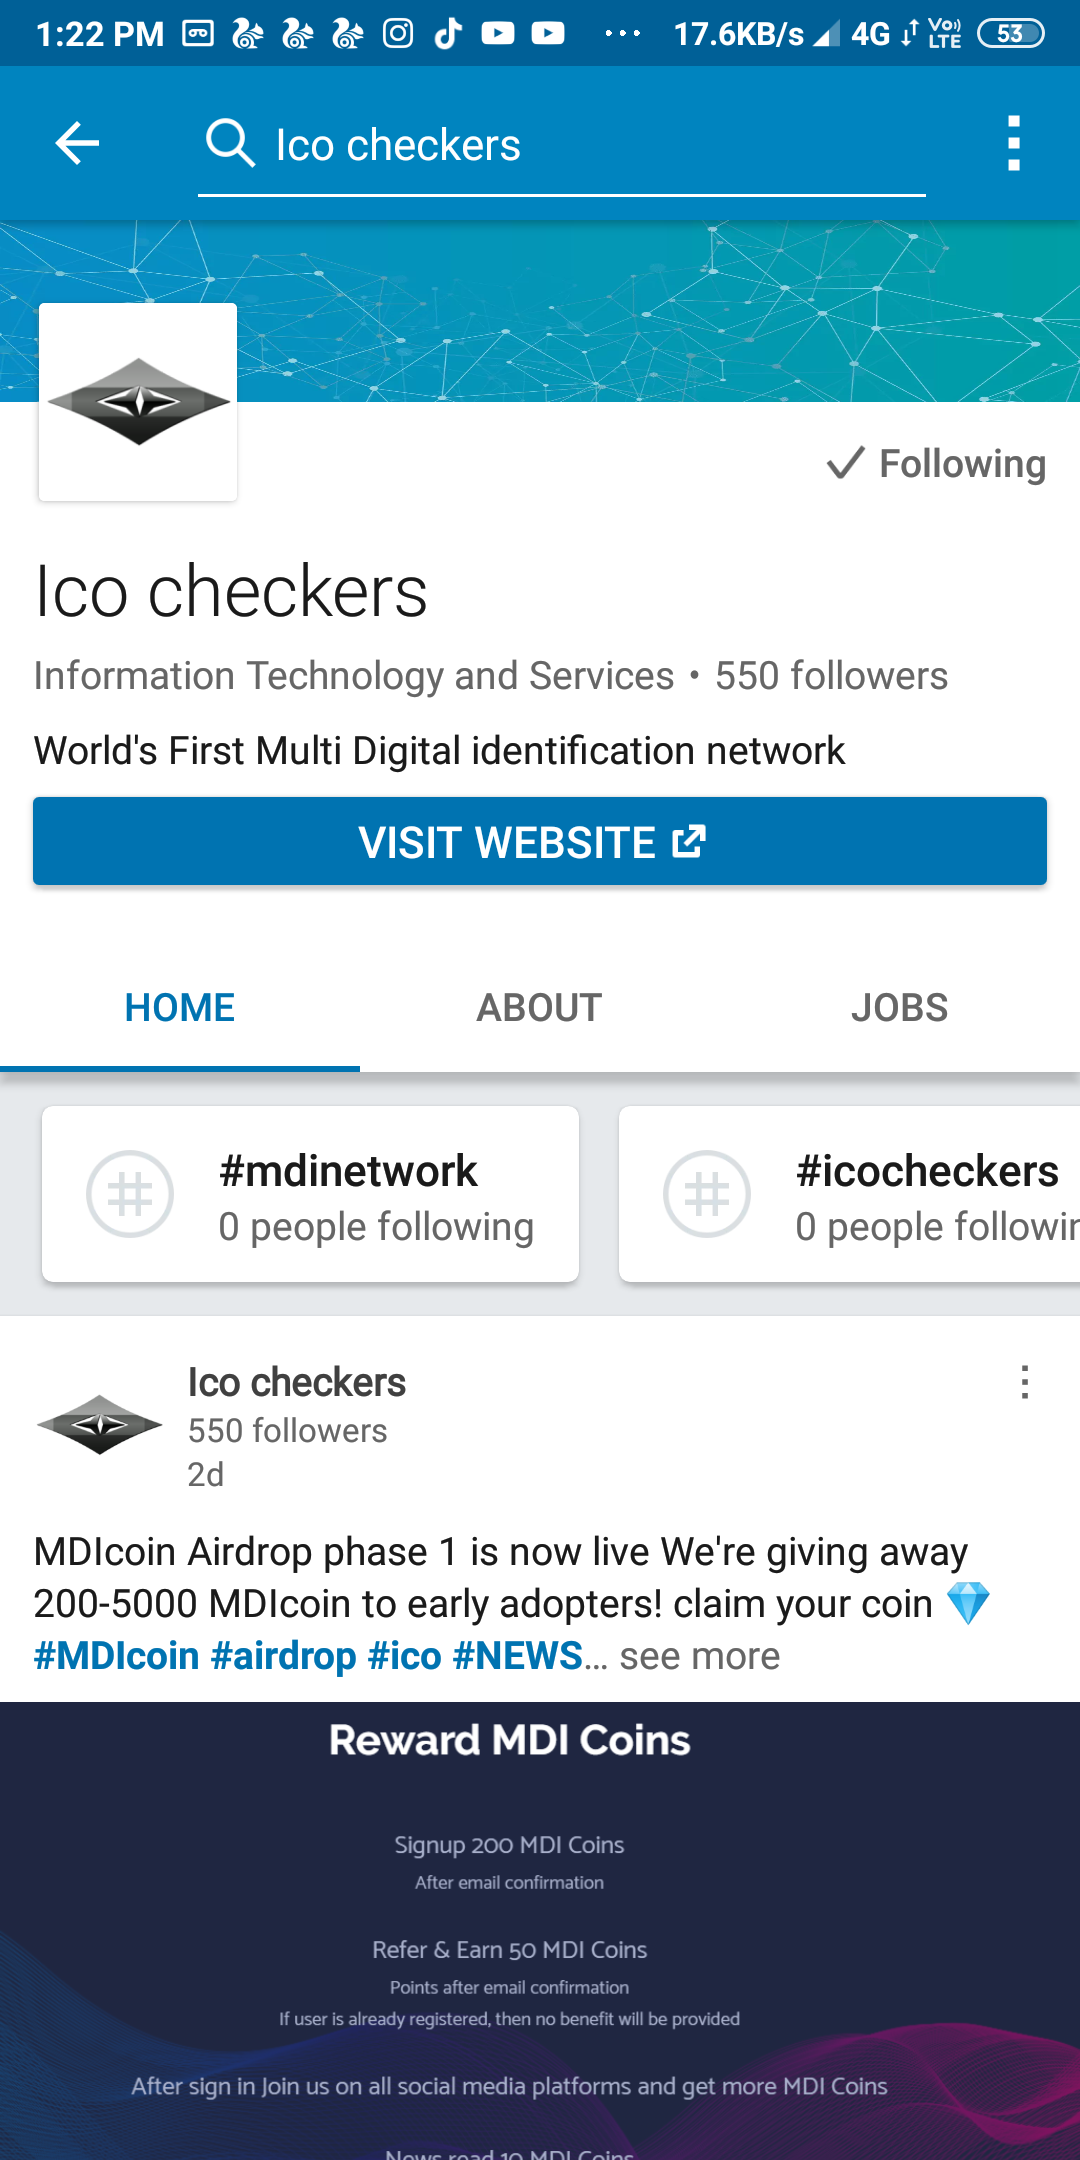 1:22 PM ... 17.6KB/s 4G Vo)) LTE 53
Ico checkers
Following
Ico checkers
Information Technology and Services • 550 followers
World's First Multi Digital identification network
VISIT WEBSITE
HOME ABOUT JOBS
#mdinetwork
0 people following
#icocheckers
0 people followin
Ico checkers
550 followers
2d
MDIcoin Airdrop phase 1 is now live We're giving away
200-5000 MDIcoin to early adopters! claim your coin 💎
#MDIcoin #airdrop #ico #NEWS... see more
Reward MDI Coins
Signup 200 MDI Coins
After email confirmation
Refer & Earn 50 MDI Coins
Points after email confirmation
If user is already registered, then no benefit will be provided
After sign in Join us on all social media platforms and get more MDI Coins
News read 10 MDI Coins